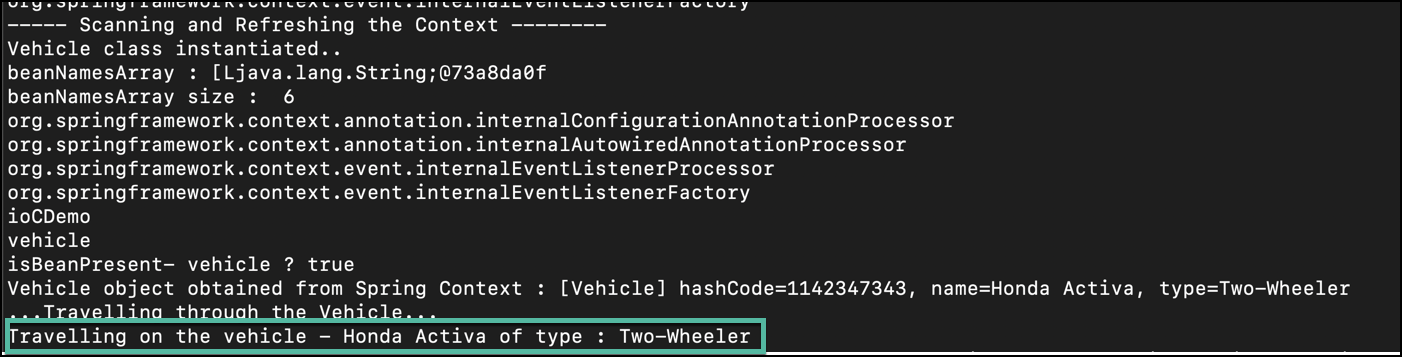 org.springframework.context.event.internalEventListenerFactory
----- Scanning and Refreshing the Context --------
Vehicle class instantiated..
beanNamesArray : [Ljava.lang.String;@73a8da0f
beanNamesArray size :  6
org.springframework.context.annotation.internalConfigurationAnnotationProcessor
org.springframework.context.annotation.internalAutowiredAnnotationProcessor
org.springframework.context.event.internalEventListenerProcessor
org.springframework.context.event.internalEventListenerFactory
ioCDemo
vehicle
isBeanPresent- vehicle ? true
Vehicle object obtained from Spring Context : [Vehicle] hashCode=1142347343, name=Honda Activa, type=Two-Wheeler
...Travelling through the Vehicle...
Travelling on the vehicle - Honda Activa of type : Two-Wheeler